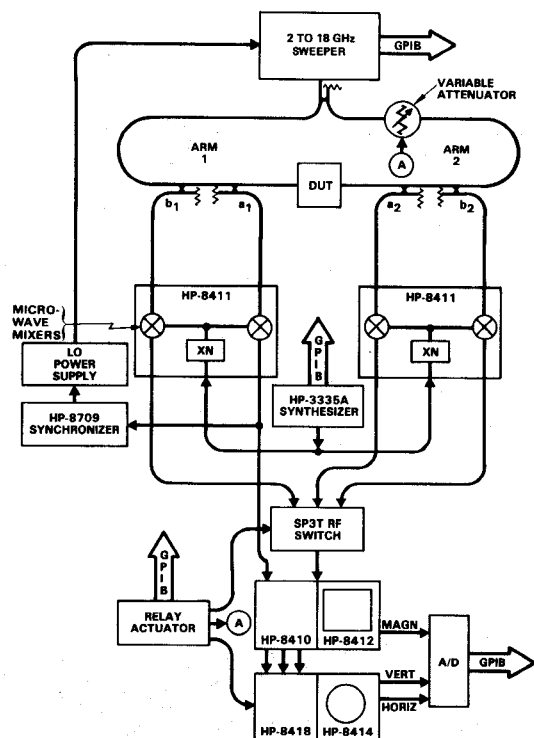 2 TO 18 GHz
SWEEPER
GPIB
VARIABLE
ATTENUATOR
ARM
1
A
ARM
2
DUT
b1
a1
a2
b2
HP-8411
HP-8411
MICRO-
WAVE
MIXERS
XN
XN
GPIB
LO
POWER
SUPPLY
HP-3335A
SYNTHESIZER
HP-8709
SYNCHRONIZER
SP3T RF
SWITCH
GPIB
RELAY
ACTUATOR
A
HP-8410
HP-8412
MAGN
A/D
GPIB
VERT
HORIZ
HP-8418
HP-8414